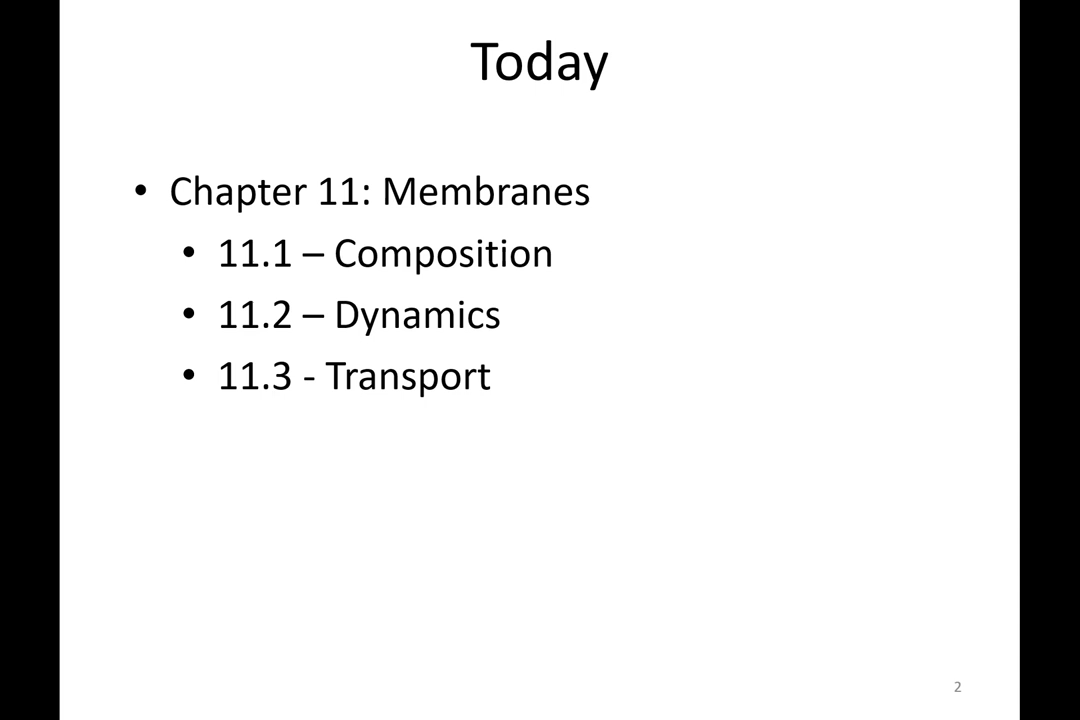 Today
• Chapter 11: Membranes
• 11.1 – Composition
• 11.2 – Dynamics
• 11.3 - Transport
2